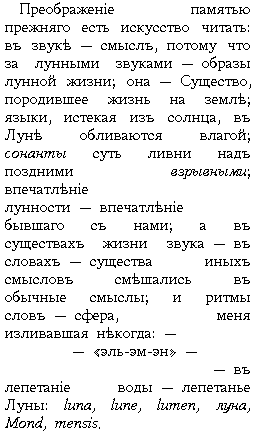 Преображеніе памятью
прежняго есть искусство читать:
въ звукѣ — смыслъ, потому что
за лунными звуками — образы
лунной жизни; она — Существо,
породившее жизнь на землѣ;
языки, истекая изъ солнца, въ
Лунѣ обливаются влагой;
сонанты суть ливни надъ
поздними взрывными;
впечатлѣніе
лунности — впечатлѣніе
бывшаго съ нами; а въ
существахъ жизни звука — въ
словахъ — существа иныхъ
смысловъ смѣшались въ
обычные смыслы; и ритмы
словъ — сфера, меня
изливавшая нѣкогда: —
— «эль-эм-эн» —
— въ
лепетаніе воды — лепетанье
Луны: luna, lune, lumen, луна,
Mond, mensis.